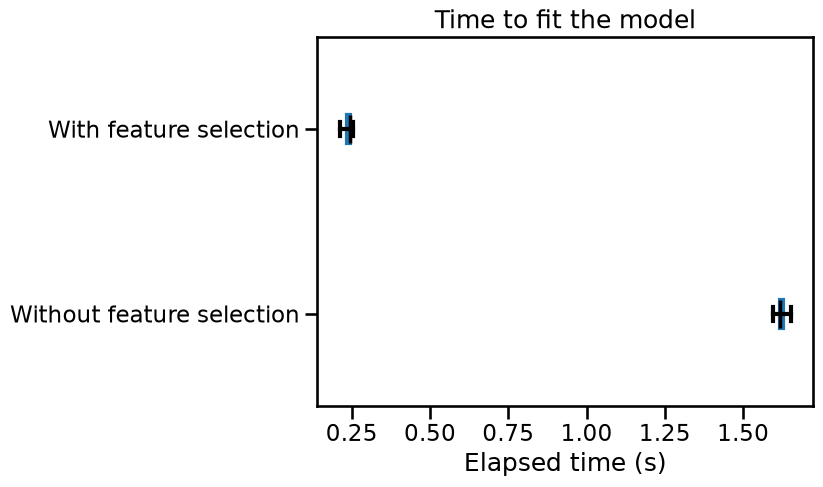 Time to fit the model
With feature selection
Without feature selection
0.25 0.50 0.75 1.00 1.25 1.50
Elapsed time (s)